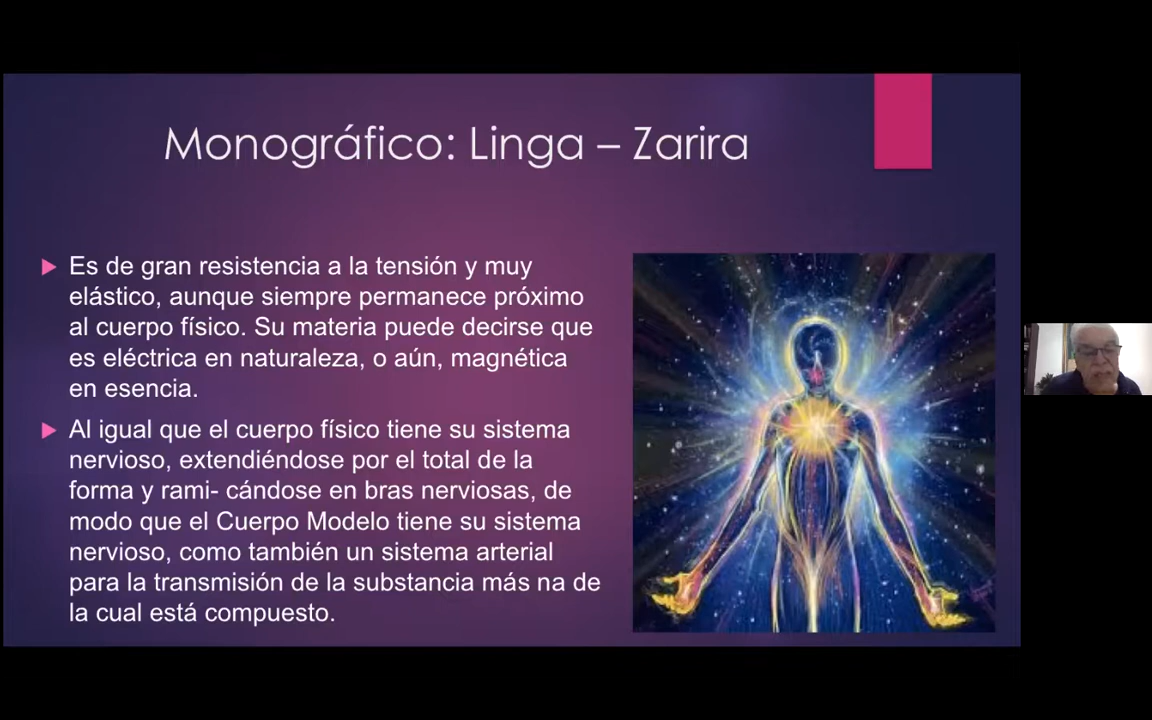 Monográfico: Linga – Zarira
Es de gran resistencia a la tensión y muy
elástico, aunque siempre permanece próximo
al cuerpo físico. Su materia puede decirse que
es eléctrica en naturaleza, o aún, magnética
en esencia.
Al igual que el cuerpo físico tiene su sistema
nervioso, extendiéndose por el total de la
forma y rami- cándose en bras nerviosas, de
modo que el Cuerpo Modelo tiene su sistema
nervioso, como también un sistema arterial
para la transmisión de la substancia más na de
la cual está compuesto.